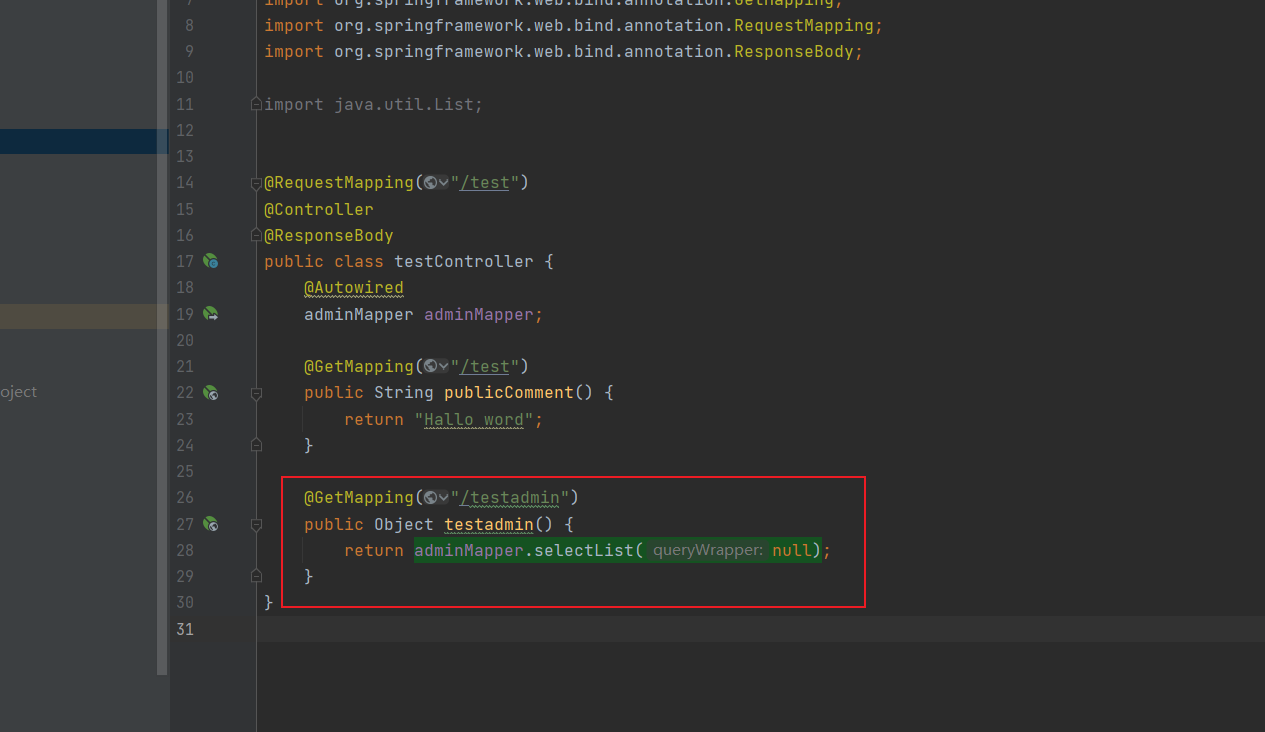 7 import org.springframework.web.bind.annotation.GetMapping;
8 import org.springframework.web.bind.annotation.RequestMapping;
9 import org.springframework.web.bind.annotation.ResponseBody;
10
11 import java.util.List;
12
13
14 @RequestMapping("/test")
15 @Controller
16 @ResponseBody
17 public class testController {
18 @Autowired
19 adminMapper adminMapper;
20
21 @GetMapping("/test")
oject
22 public String publicComment() {
23 return "Hallo word";
24 }
25
26 @GetMapping("/testadmin")
27 public Object testadmin() {
28 return adminMapper.selectList( queryWrapper: null);
29 }
30 }
31